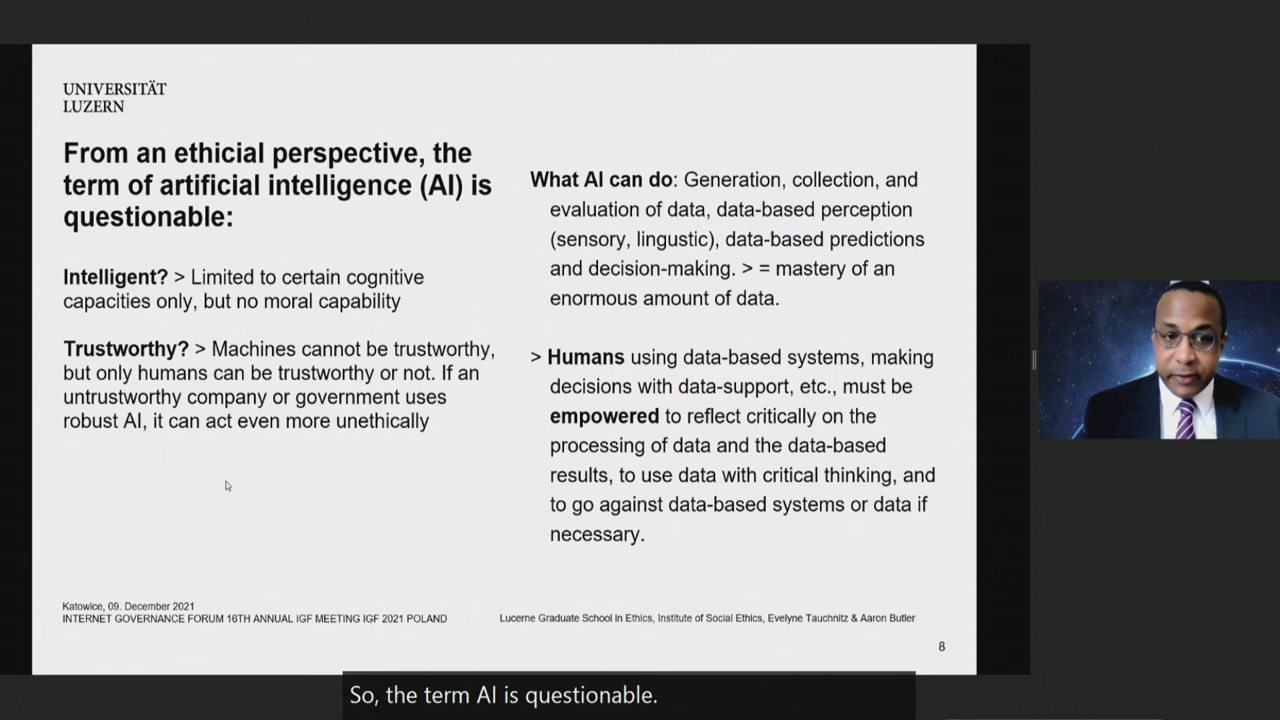 UNIVERSITÄT
LUZERN
From an ethicial perspective, the
term of artificial intelligence (AI) is
questionable:
Intelligent? > Limited to certain cognitive
capacities only, but no moral capability
Trustworthy? > Machines cannot be trustworthy,
but only humans can be trustworthy or not. If an
untrustworthy company or government uses
robust AI, it can act even more unethically
What AI can do: Generation, collection, and
evaluation of data, data-based perception
(sensory, lingustic), data-based predictions
and decision-making. > = mastery of an
enormous amount of data.
> Humans using data-based systems, making
decisions with data-support, etc., must be
empowered to reflect critically on the
processing of data and the data-based
results, to use data with critical thinking, and
to go against data-based systems or data if
necessary.
Katowice, 09. December 2021
INTERNET GOVERNANCE FORUM 16TH ANNUAL IGF MEETING IGF 2021 POLAND
Lucerne Graduate School in Ethics, Institute of Social Ethics, Evelyne Tauchnitz & Aaron Butler
8
So, the term AI is questionable.